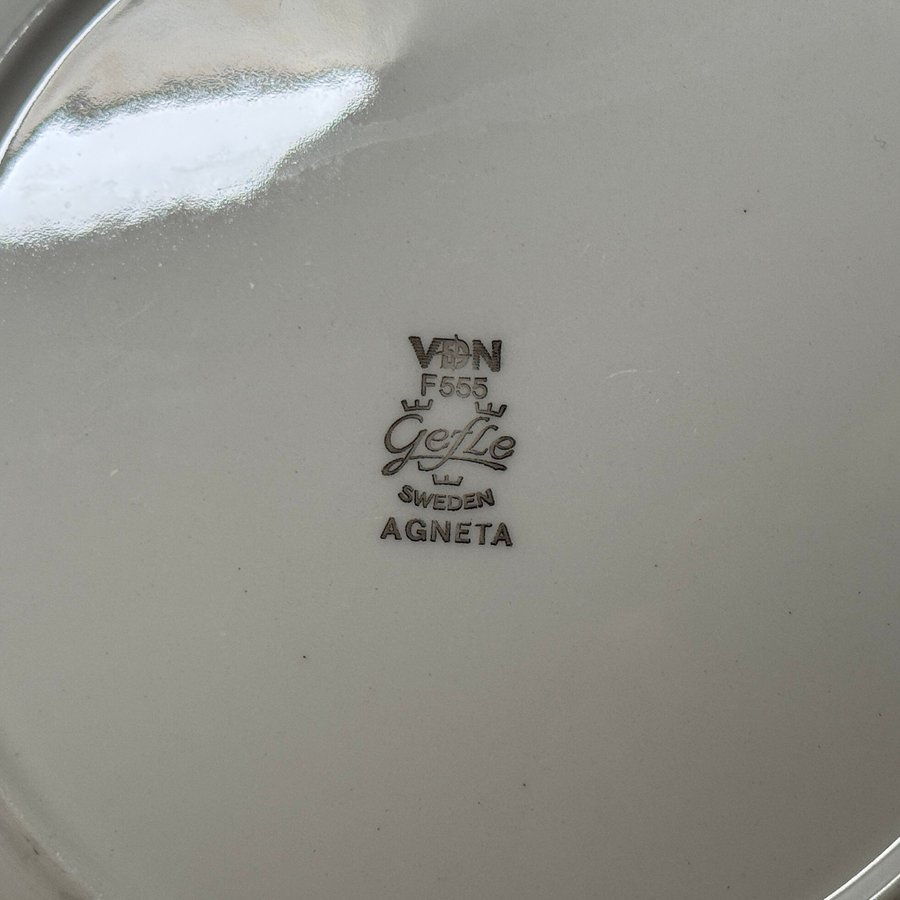 VDN
F555
Gefle
SWEDEN
AGNETA